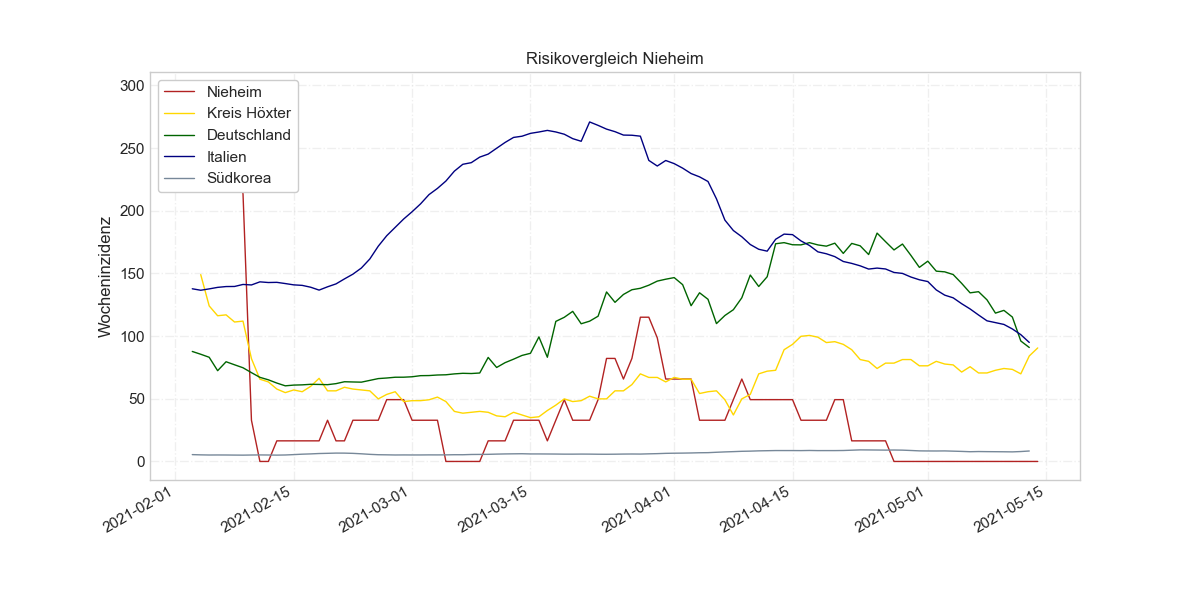 Risikovergleich Nieheim
Wocheninzidenz
300
250
200
150
100
50
0
Nieheim
Kreis Höxter
Deutschland
Italien
Südkorea
2021-02-01
2021-02-15
2021-03-01
2021-03-15
2021-04-01
2021-04-15
2021-05-01
2021-05-15